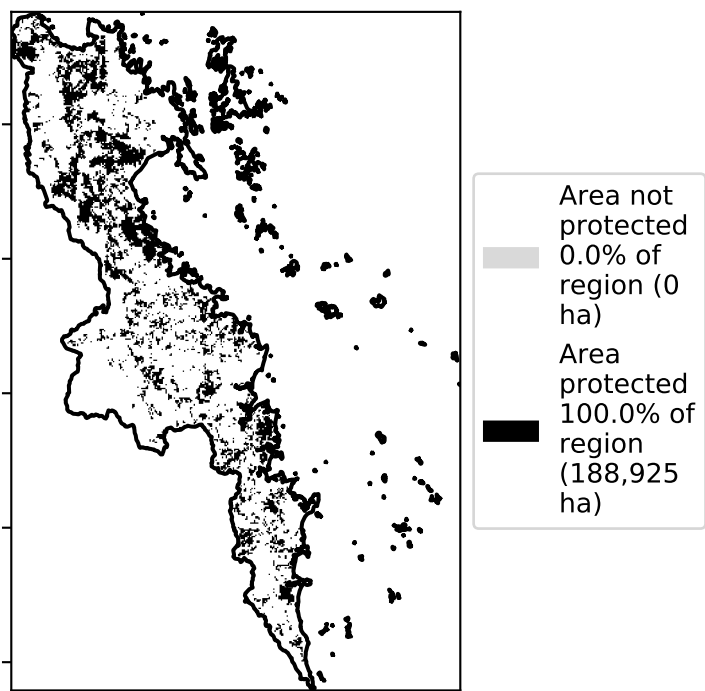 Area not
protected
0.0% of
region (0
ha)
Area
protected
100.0% of
region
(188,925
ha)